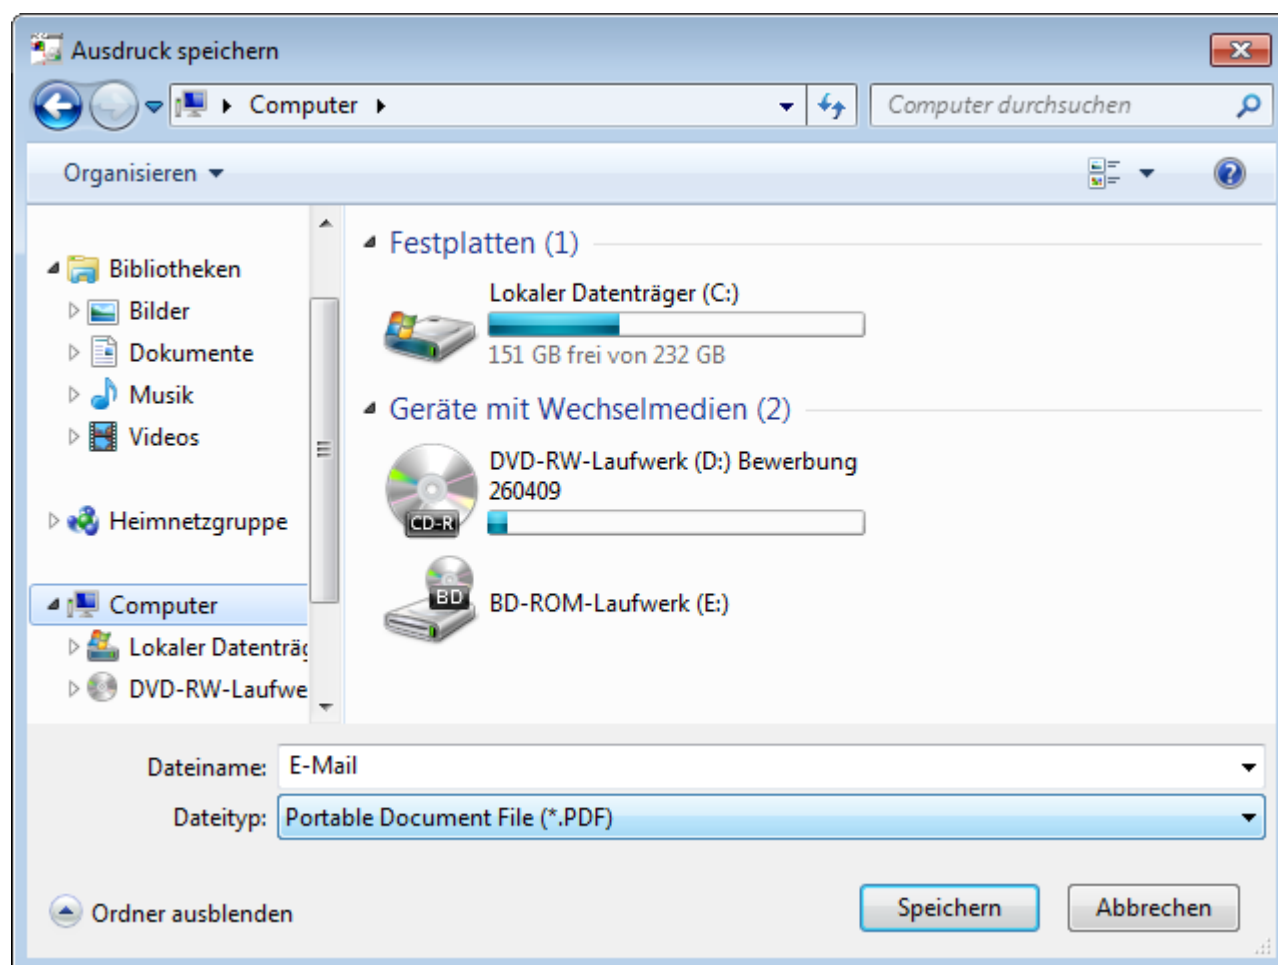 Ausdruck speichern
Computer
Computer durchsuchen
Organisieren
Bibliotheken
Bilder
Dokumente
Musik
Videos
Heimnetzgruppe
Computer
Lokaler Datenträg
DVD-RW-Laufwe
Festplatten (1)
Lokaler Datenträger (C:)
151 GB frei von 232 GB
Geräte mit Wechselmedien (2)
DVD-RW-Laufwerk (D:) Bewerbung
260409
CD-R
BD
BD-ROM-Laufwerk (E:)
Dateiname: E-Mail
Dateityp: Portable Document File (*.PDF)
Ordner ausblenden
Speichern
Abbrechen